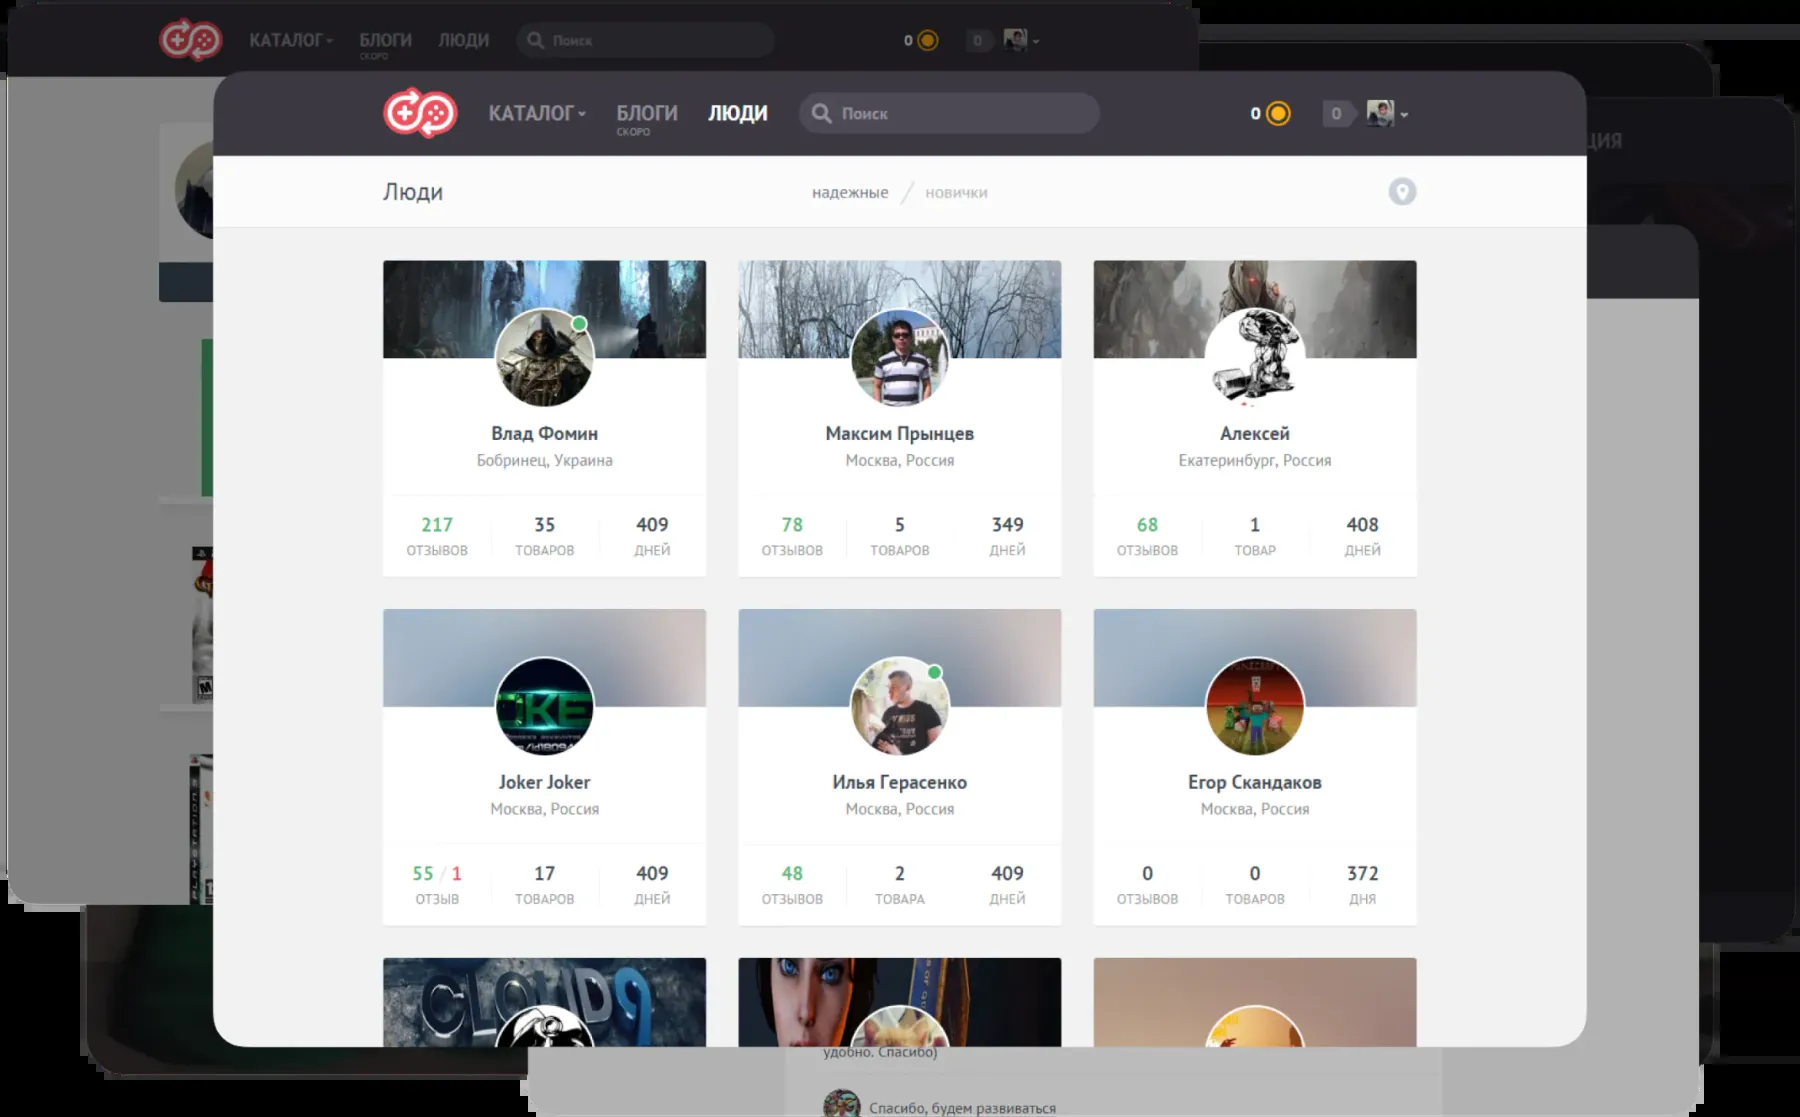 КАТАЛОГ
БЛОГИ
СКОРО
ЛЮДИ
Поиск
0
0
КАТАЛОГ
БЛОГИ
СКОРО
ЛЮДИ
Поиск
0
0
ЦИЯ
Люди
надежные / новички
Влад Фомин
Бобринец, Украина
217
ОТЗЫВОВ
35
ТОВАРОВ
409
ДНЕЙ
Максим Прынцев
Москва, Россия
78
ОТЗЫВОВ
5
ТОВАРОВ
349
ДНЕЙ
Алексей
Екатеринбург, Россия
68
ОТЗЫВОВ
1
ТОВАР
408
ДНЕЙ
Joker Joker
Москва, Россия
55 / 1
ОТЗЫВ
17
ТОВАРОВ
409
ДНЕЙ
Илья Герасенко
Москва, Россия
48
ОТЗЫВОВ
2
ТОВАРА
409
ДНЕЙ
Егор Скандаков
Москва, Россия
0
ОТЗЫВОВ
0
ТОВАРОВ
372
ДНЯ
PLAYSTATION 3
CLOUD9
удобно. Спасибо)
Спасибо, будем развиваться